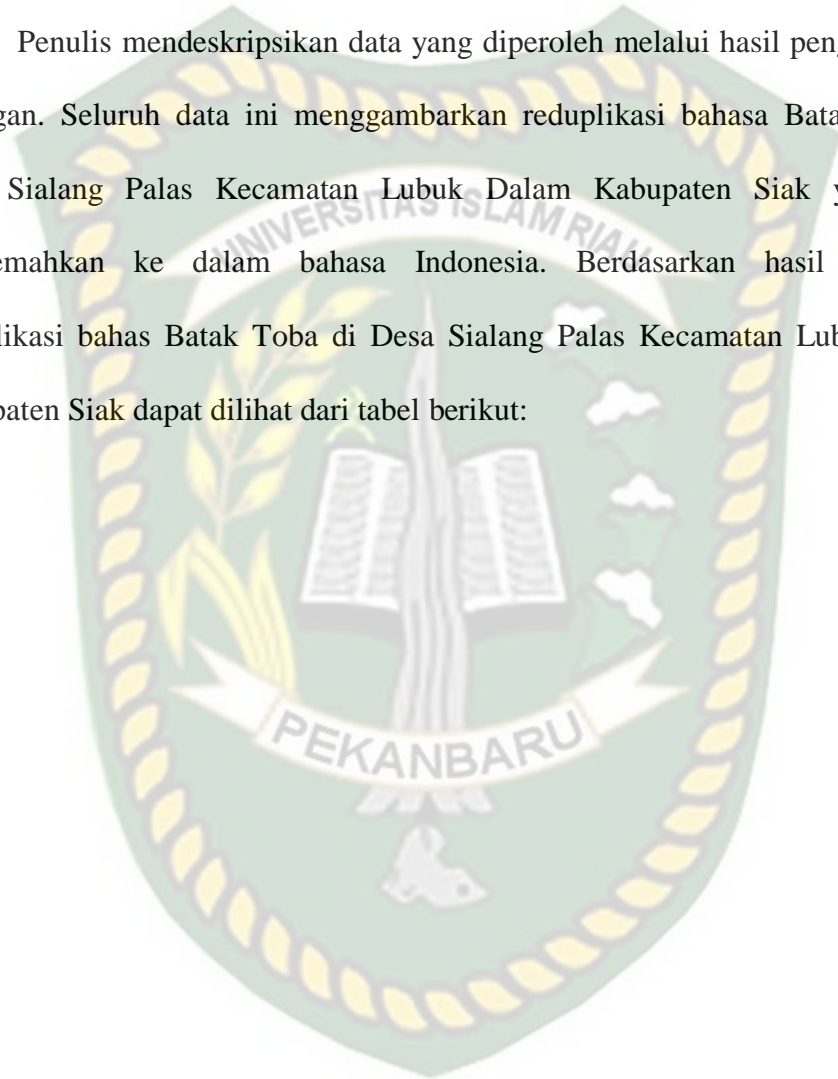 Penulis mendeskripsikan data yang diperoleh melalui hasil peng
gan. Seluruh data ini menggambarkan reduplikasi bahasa Bata
Sialang Palas Kecamatan Lubuk Dalam Kabupaten Siak y
emahkan ke dalam bahasa Indonesia. Berdasarkan hasil
likasi bahas Batak Toba di Desa Sialang Palas Kecamatan Lub
paten Siak dapat dilihat dari tabel berikut:
UNIVERSITAS ISLAM RIAU
PEKANBARU